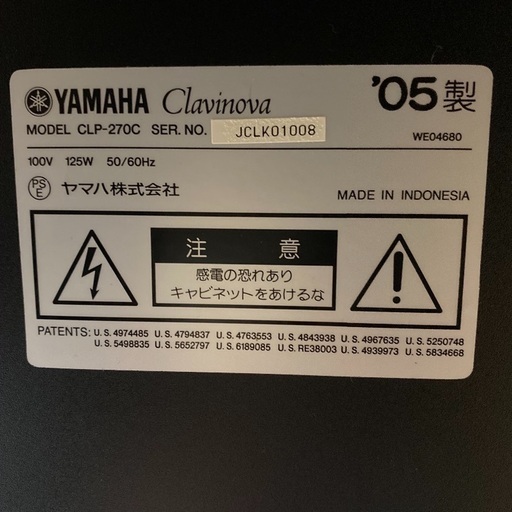 YAMAHA Clavinova '05製
MODEL CLP-270C SER. NO. JCLK01008 WE04680
100V 125W 50/60Hz
PSE ヤマハ株式会社 MADE IN INDONESIA
注意
感電の恐れあり
キャビネットをあけるな
PATENTS: U. S. 4974485 U. S. 4794837 U. S. 4763553 U. S. 4843938 U. S. 4967635 U. S. 5250748
U. S. 5498835 U. S. 5652797 U. S. 6189085 U. S. RE38003 U. S. 4939973 U. S. 5834668